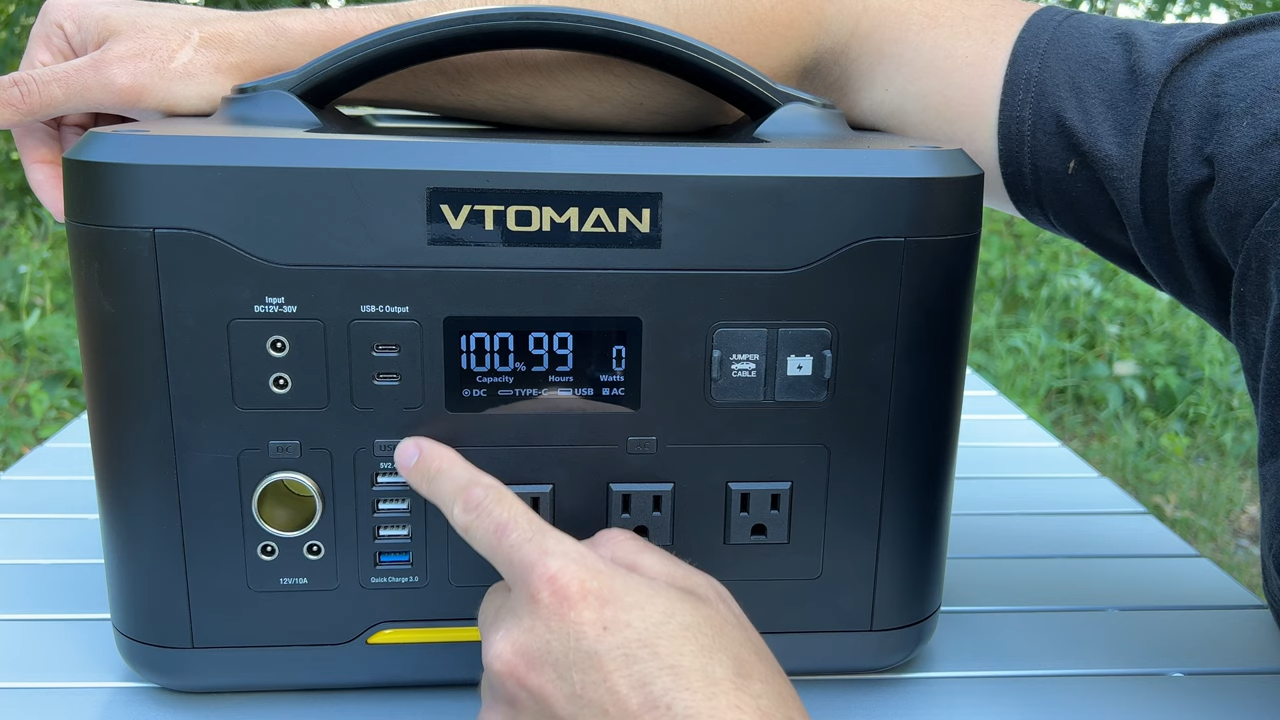 VTOMAN
Input
DC12V⎓30V
USB-C Output
100% 99 0
Capacity Hours Watts
DC TYPE-C USB AC
JUMPER
CABLE
DC
AC
12V/10A
Quick Charge 3.0